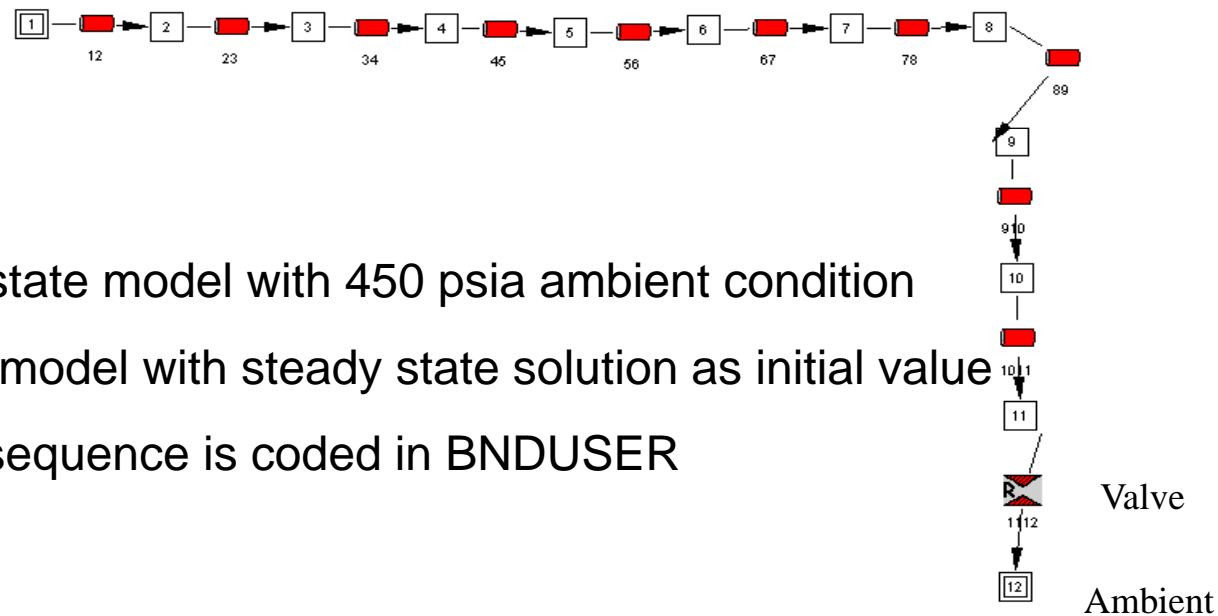 1 2 3 4 5 6 7 8
12 23 34 45 56 67 78
89
9
910
10
1011
11
R
1112
12
Valve
Ambient
state model with 450 psia ambient condition
model with steady state solution as initial value
sequence is coded in BNDUSER